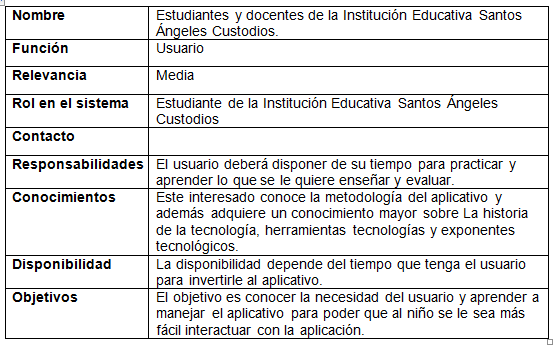 Nombre Estudiantes y docentes de la Institución Educativa Santos
Ángeles Custodios.
Función Usuario
Relevancia Media
Rol en el sistema Estudiante de la Institución Educativa Santos Ángeles
Custodios
Contacto
Responsabilidades El usuario deberá disponer de su tiempo para practicar y
aprender lo que se le quiere enseñar y evaluar.
Conocimientos Este interesado conoce la metodología del aplicativo y
además adquiere un conocimiento mayor sobre La historia
de la tecnología, herramientas tecnologías y exponentes
tecnológicos.
Disponibilidad La disponibilidad depende del tiempo que tenga el usuario
para invertirle al aplicativo.
Objetivos El objetivo es conocer la necesidad del usuario y aprender a
manejar el aplicativo para poder que al niño se le sea más
fácil interactuar con la aplicación.